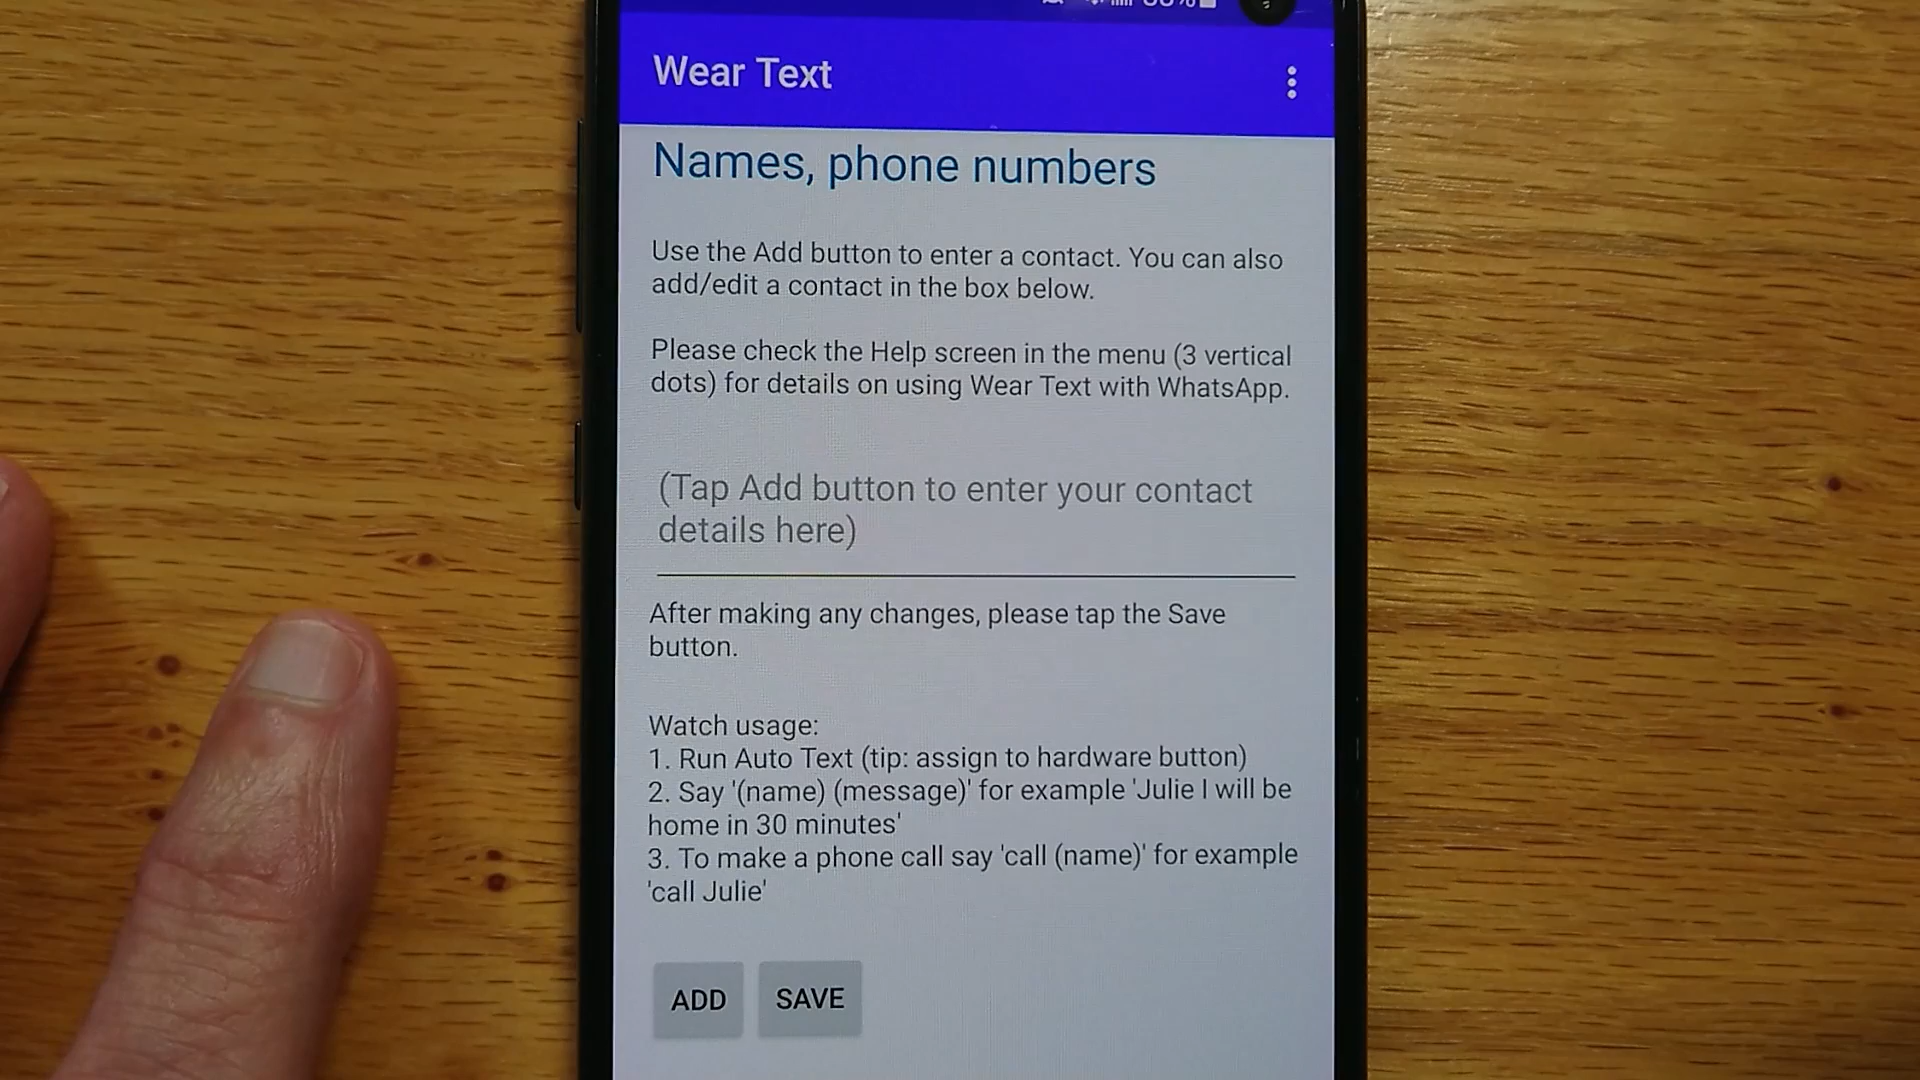 Wear Text
Names, phone numbers
Use the Add button to enter a contact. You can also
add/edit a contact in the box below.
Please check the Help screen in the menu (3 vertical
dots) for details on using Wear Text with WhatsApp.
(Tap Add button to enter your contact
details here)
After making any changes, please tap the Save
button.
Watch usage:
1. Run Auto Text (tip: assign to hardware button)
2. Say '(name) (message)' for example 'Julie I will be
home in 30 minutes'
3. To make a phone call say 'call (name)' for example
'call Julie'
ADD SAVE